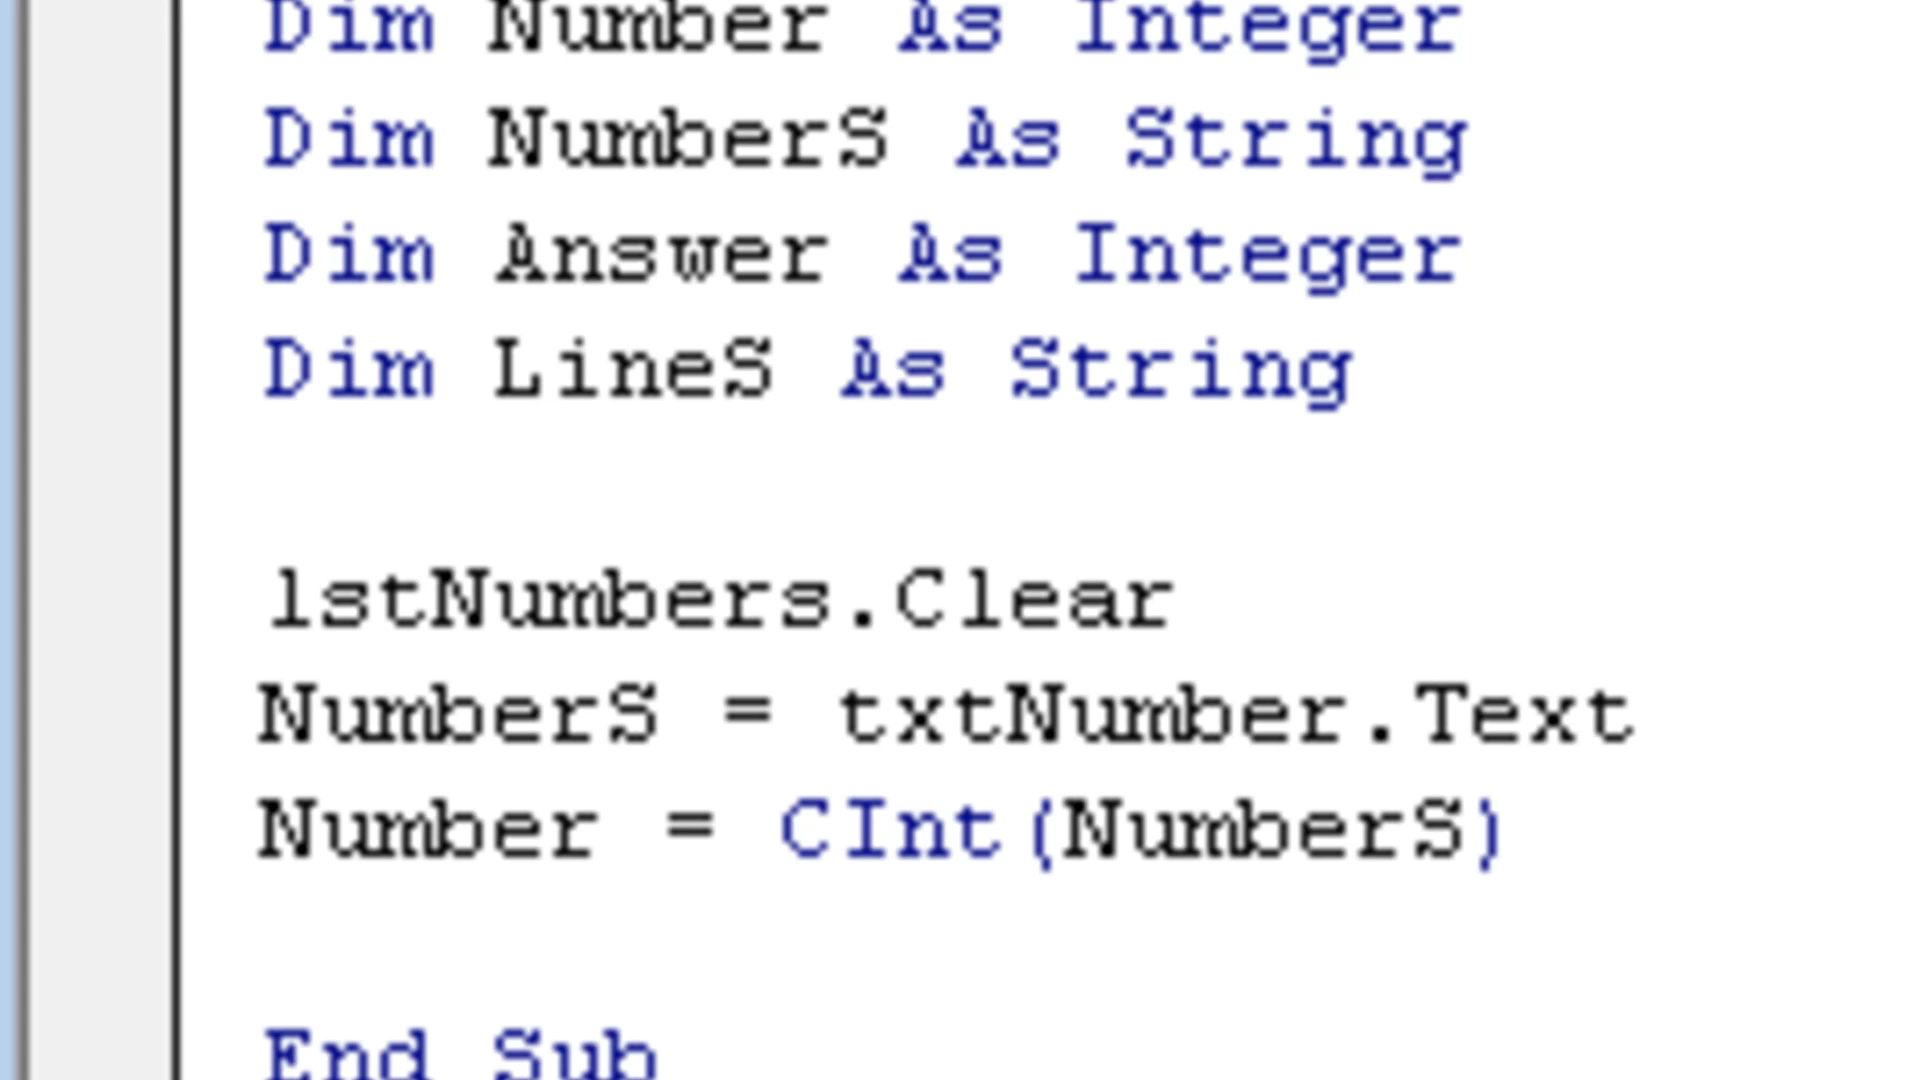 Dim Number As Integer
Dim NumberS As String
Dim Answer As Integer
Dim LineS As String
lstNumbers.Clear
NumberS = txtNumber.Text
Number = CInt(NumberS)
End Sub